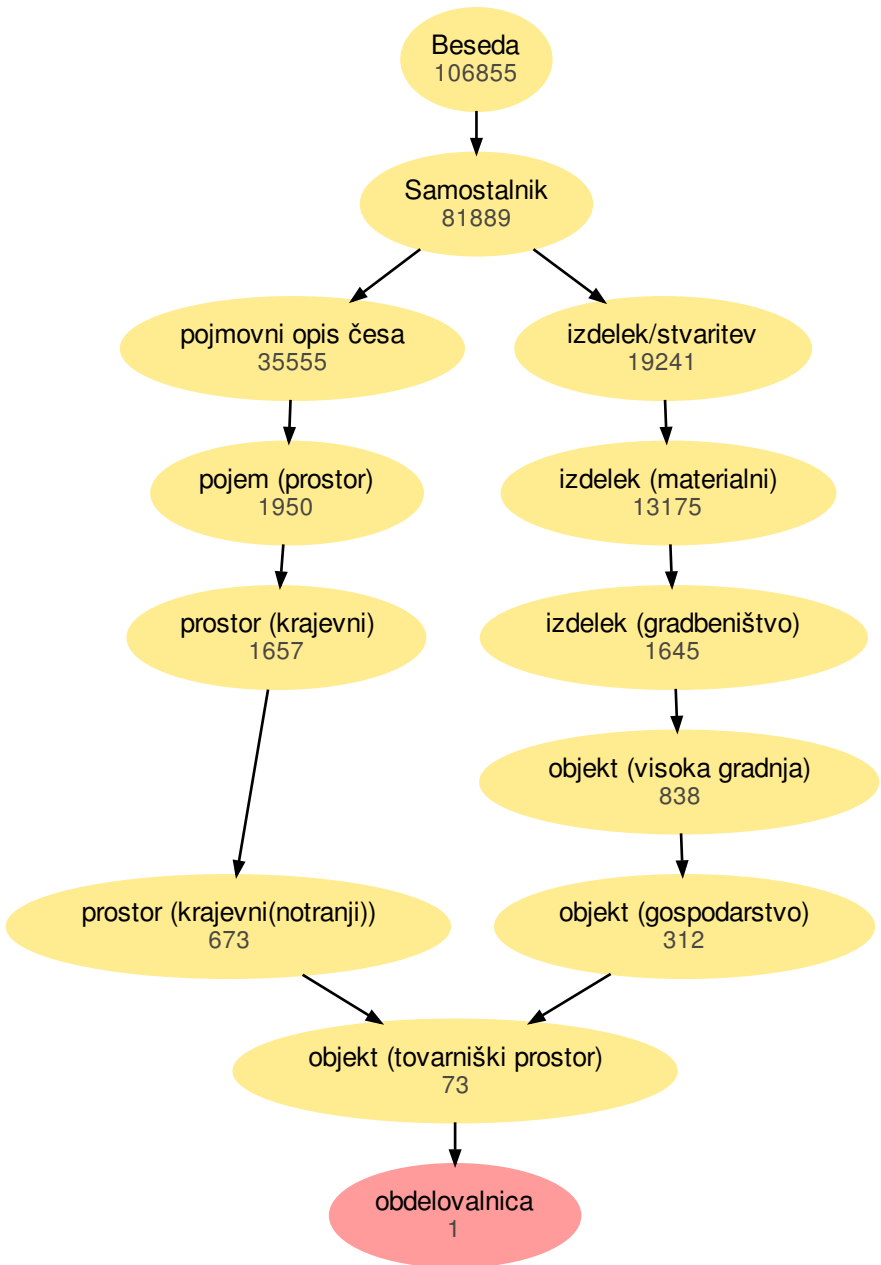 Beseda
106855
Samostalnik
81889
pojmovni opis česa
35555
izdelek/stvaritev
19241
pojem (prostor)
1950
izdelek (materialni)
13175
prostor (krajevni)
1657
izdelek (gradbeništvo)
1645
objekt (visoka gradnja)
838
prostor (krajevni(notranji))
673
objekt (gospodarstvo)
312
objekt (tovarniški prostor)
73
obdelovalnica
1